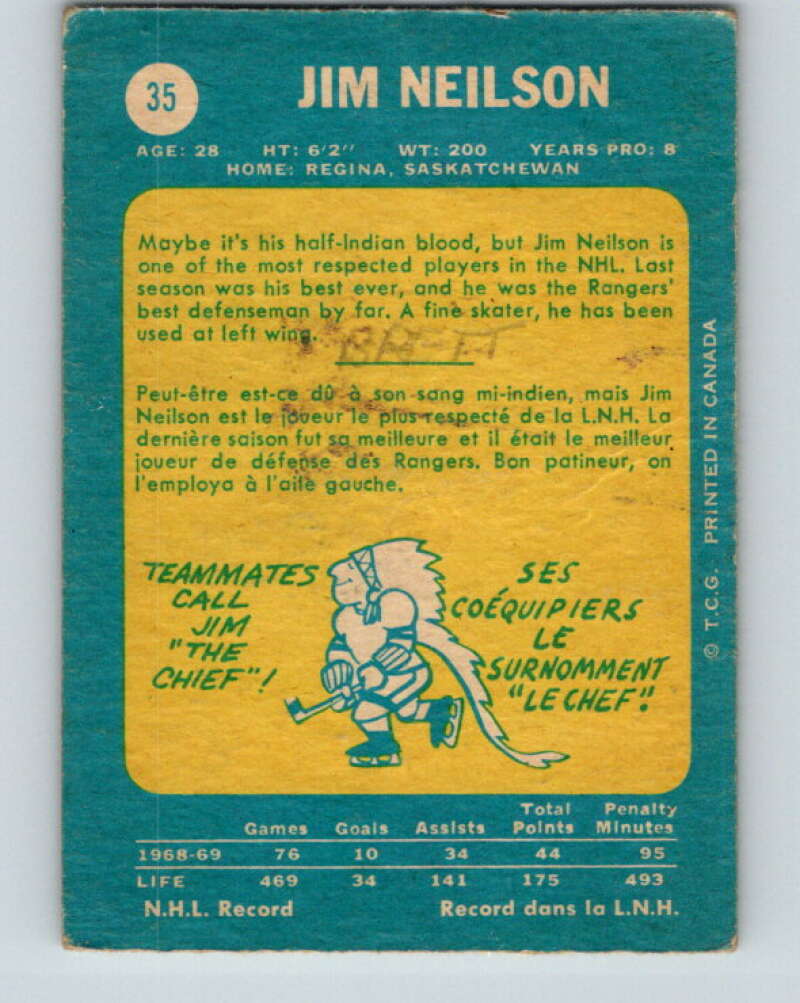 35
JIM NEILSON
AGE: 28 HT: 6'2" WT: 200 YEARS PRO: 8
HOME: REGINA, SASKATCHEWAN
Maybe it's his half-Indian blood, but Jim Neilson is
one of the most respected players in the NHL. Last
season was his best ever, and he was the Rangers'
best defenseman by far. A fine skater, he has been
used at left wing.
Peut-être est-ce dû à son sang mi-indien, mais Jim
Neilson est le joueur le plus respecté de la L.N.H. La
dernière saison fut sa meilleure et il était le meilleur
joueur de défense des Rangers. Bon patineur, on
l'employa à l'aile gauche.
TEAMMATES
CALL
JIM
"THE
CHIEF"!
SES
COÉQUIPIERS
LE
SURNOMMENT
"LE CHEF".
© T.C.G. PRINTED IN CANADA
Games Goals Assists Total Points Penalty Minutes
1968-69 76 10 34 44 95
LIFE 469 34 141 175 493
N.H.L. Record Record dans la L.N.H.